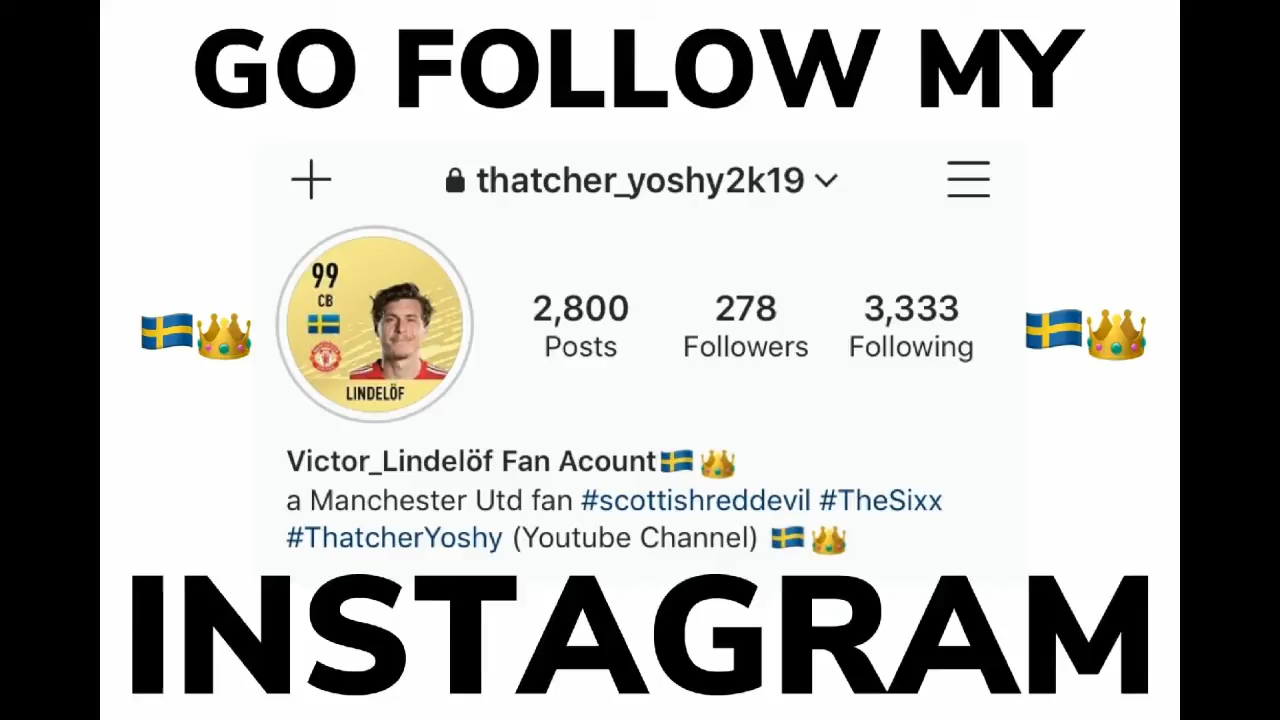 GO FOLLOW MY
thatcher_yoshy2k19
99
CB
LINDELÖF
2,800 278 3,333
Posts Followers Following
Victor_Lindelöf Fan Acount🇸🇪👑
a Manchester Utd fan #scottishreddevil #TheSixx
#ThatcherYoshy (Youtube Channel) 🇸🇪👑
INSTAGRAM